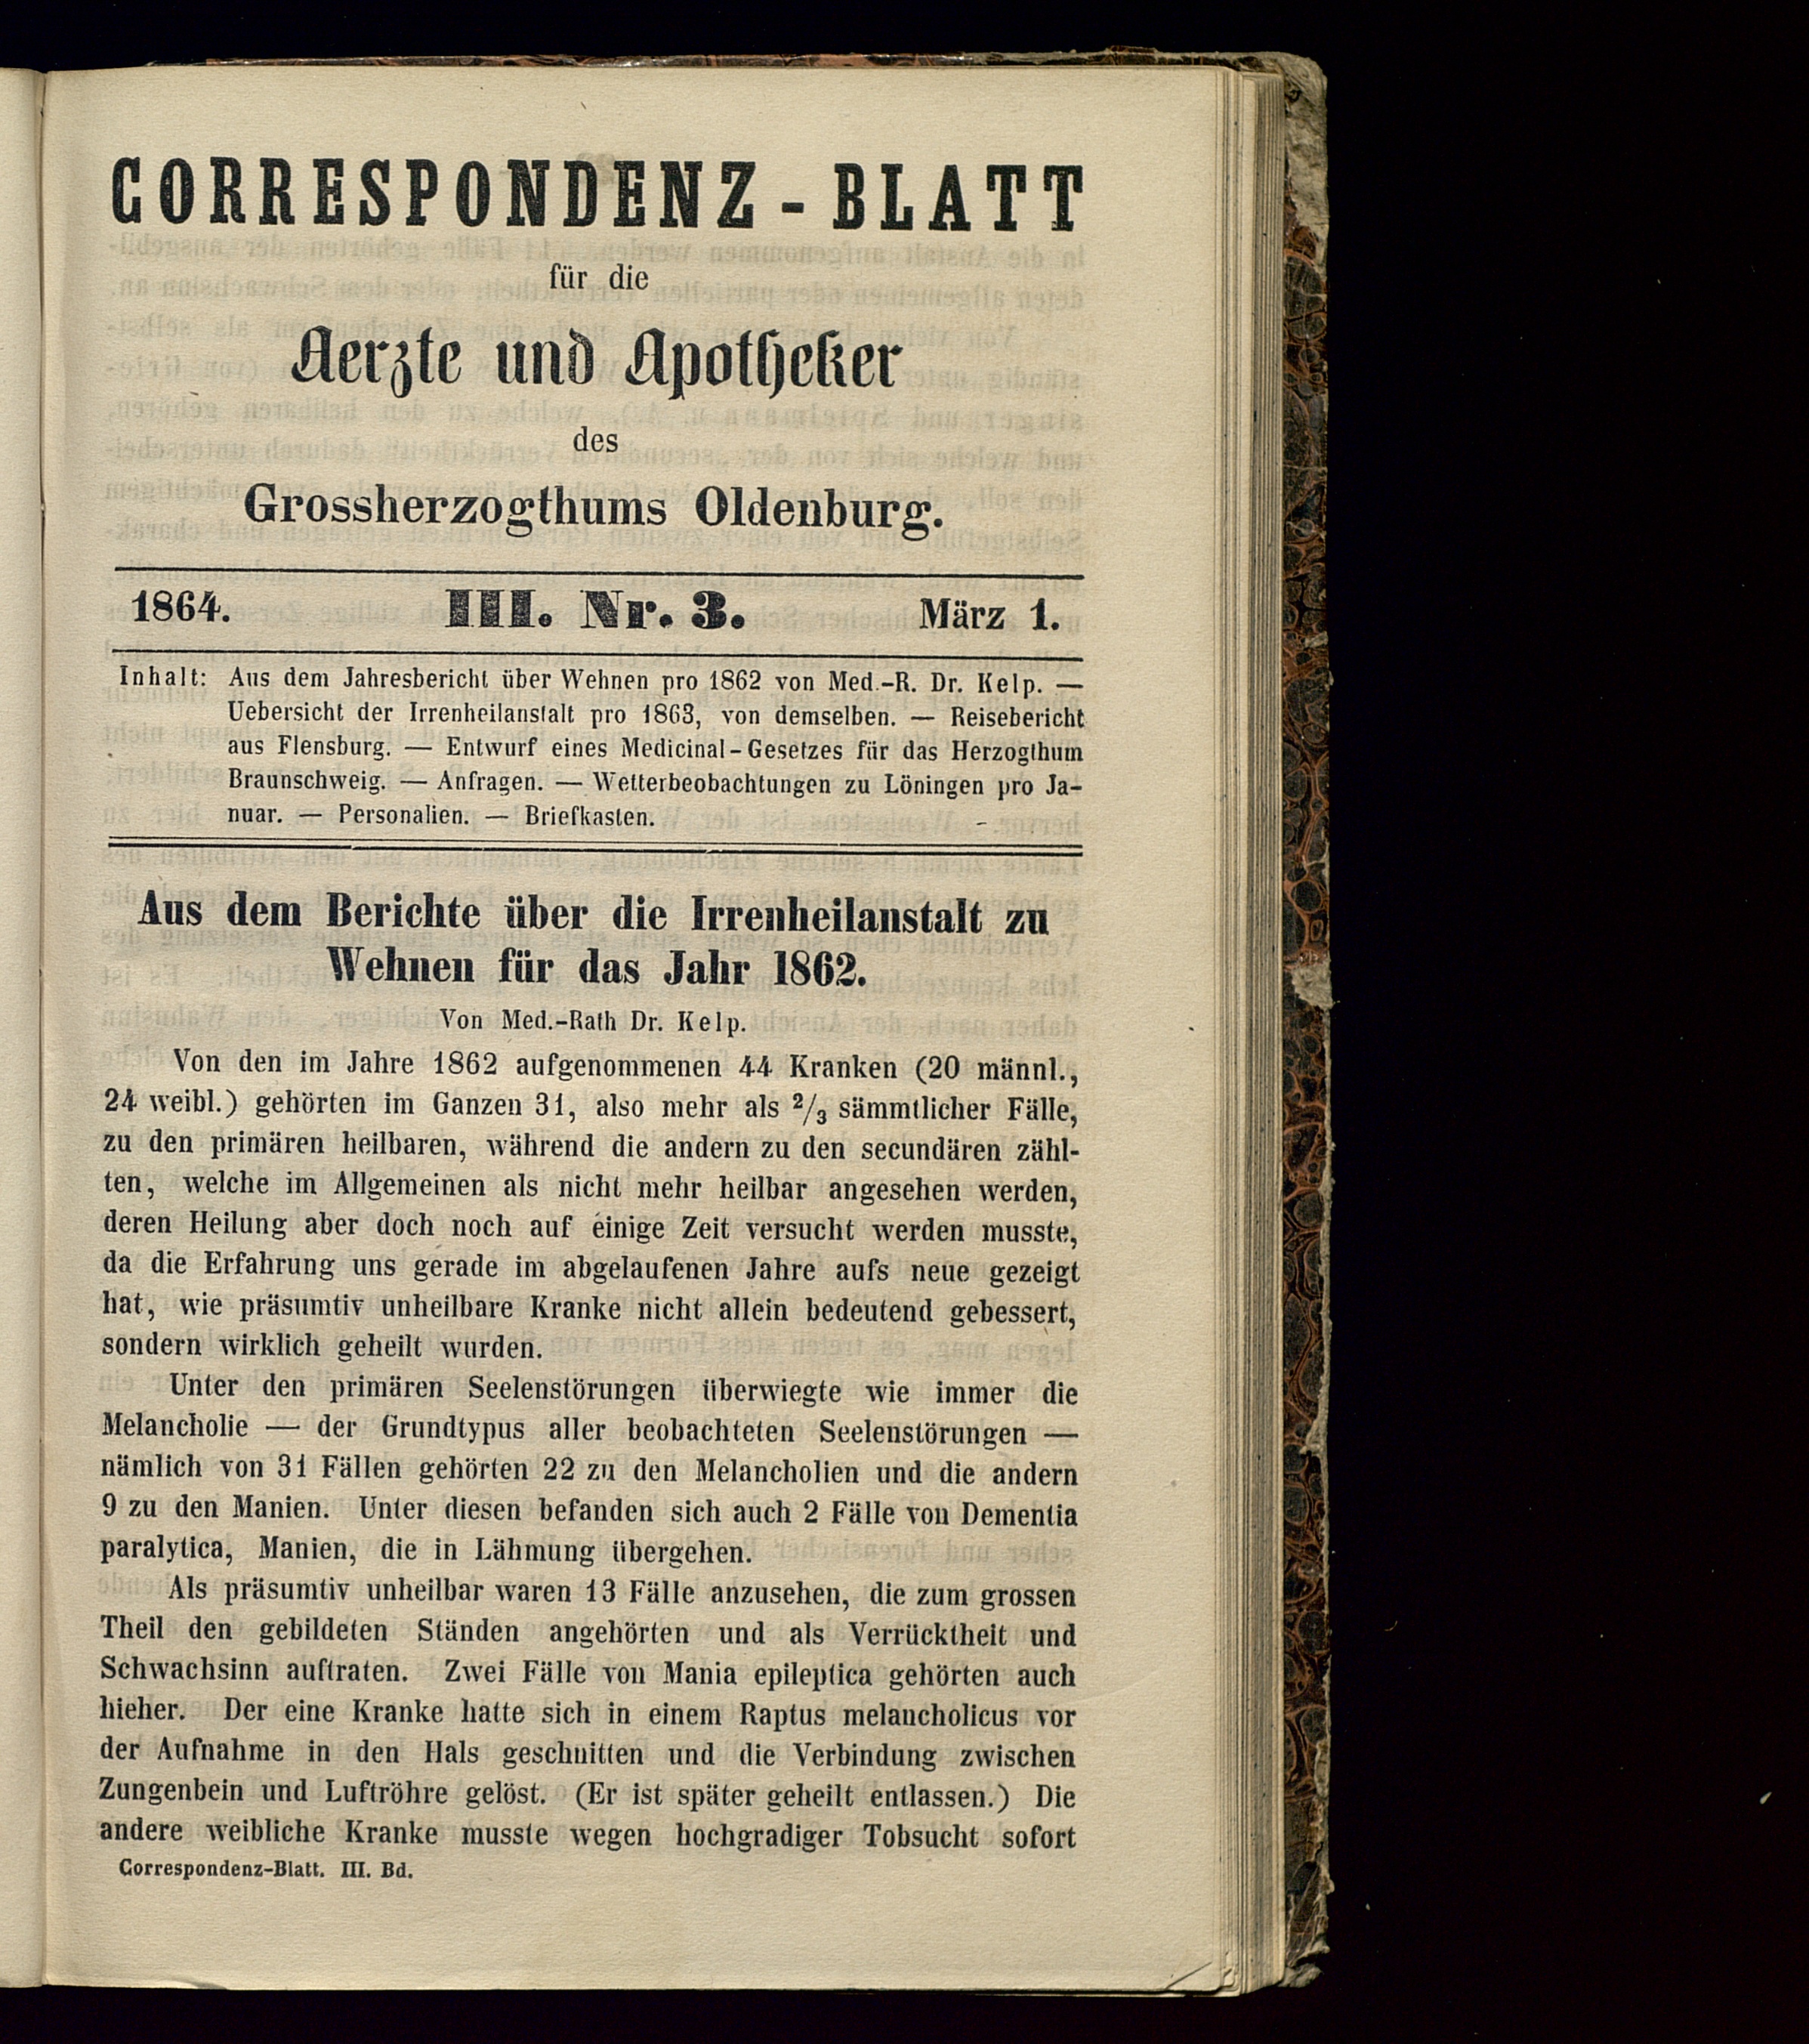 CORRESPONDENZ-BLATT
für die
Aerzte und Apotheker
des
Grossherzogthums Oldenburg.
1864. III. Nr. 3. März 1.
Inhalt: Aus dem Jahresbericht über Wehnen pro 1862 von Med.-R. Dr. Kelp. —
Uebersicht der Irrenheilanstalt pro 1863, von demselben. — Reisebericht
aus Flensburg. — Entwurf eines Medicinal-Gesetzes für das Herzogthum
Braunschweig. — Anfragen. — Wetterbeobachtungen zu Löningen pro Ja-
nuar. — Personalien. — Briefkasten.
Aus dem Berichte über die Irrenheilanstalt zu
Wehnen für das Jahr 1862.
Von Med.-Rath Dr. Kelp.
Von den im Jahre 1862 aufgenommenen 44 Kranken (20 männl.,
24 weibl.) gehörten im Ganzen 31, also mehr als ²/₃ sämmtlicher Fälle,
zu den primären heilbaren, während die andern zu den secundären zähl-
ten, welche im Allgemeinen als nicht mehr heilbar angesehen werden,
deren Heilung aber doch noch auf einige Zeit versucht werden musste,
da die Erfahrung uns gerade im abgelaufenen Jahre aufs neue gezeigt
hat, wie präsumtiv unheilbare Kranke nicht allein bedeutend gebessert,
sondern wirklich geheilt wurden.
Unter den primären Seelenstörungen überwiegte wie immer die
Melancholie — der Grundtypus aller beobachteten Seelenstörungen —
nämlich von 31 Fällen gehörten 22 zu den Melancholien und die andern
9 zu den Manien. Unter diesen befanden sich auch 2 Fälle von Dementia
paralytica, Manien, die in Lähmung übergehen.
Als präsumtiv unheilbar waren 13 Fälle anzusehen, die zum grossen
Theil den gebildeten Ständen angehörten und als Verrücktheit und
Schwachsinn auftraten. Zwei Fälle von Mania epileptica gehörten auch
hieher. Der eine Kranke hatte sich in einem Raptus melancholicus vor
der Aufnahme in den Hals geschnitten und die Verbindung zwischen
Zungenbein und Luftröhre gelöst. (Er ist später geheilt entlassen.) Die
andere weibliche Kranke musste wegen hochgradiger Tobsucht sofort
Correspondenz-Blatt. III. Bd.